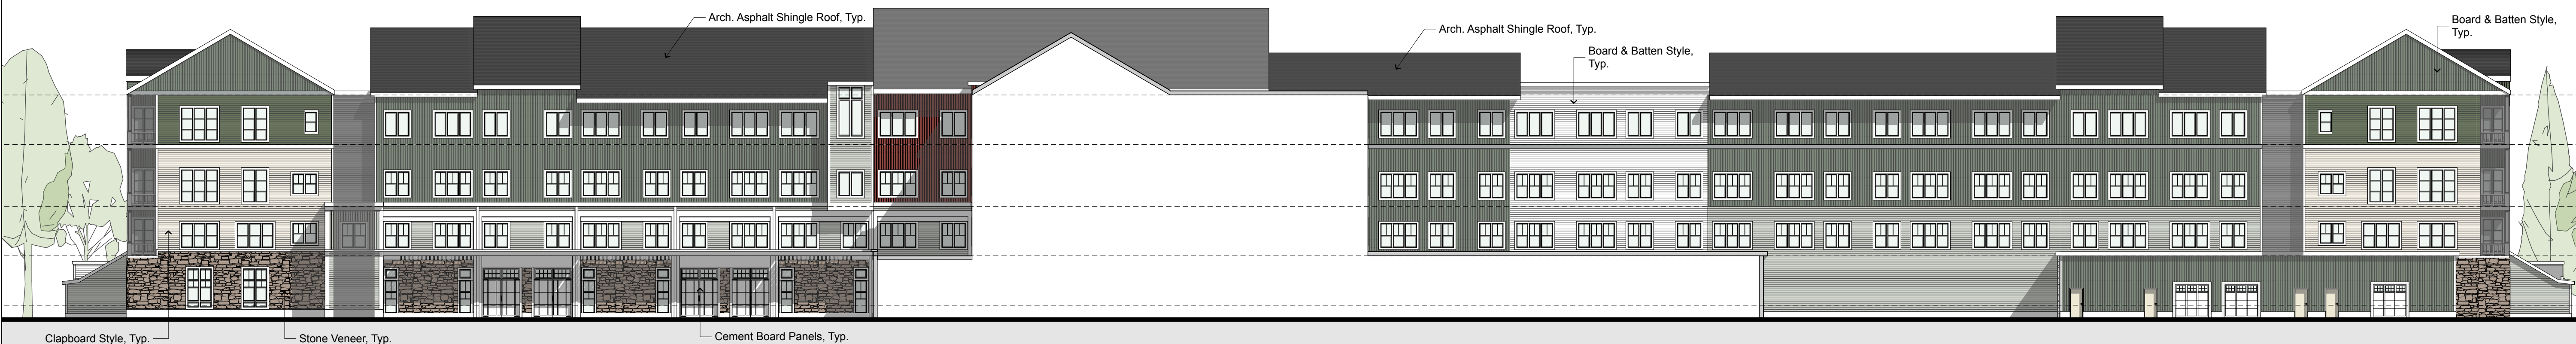 Arch. Asphalt Shingle Roof, Typ.
Arch. Asphalt Shingle Roof, Typ.
Board & Batten Style,
Typ.
Board & Batten Style,
Typ.
Clapboard Style, Typ.
Stone Veneer, Typ.
Cement Board Panels, Typ.